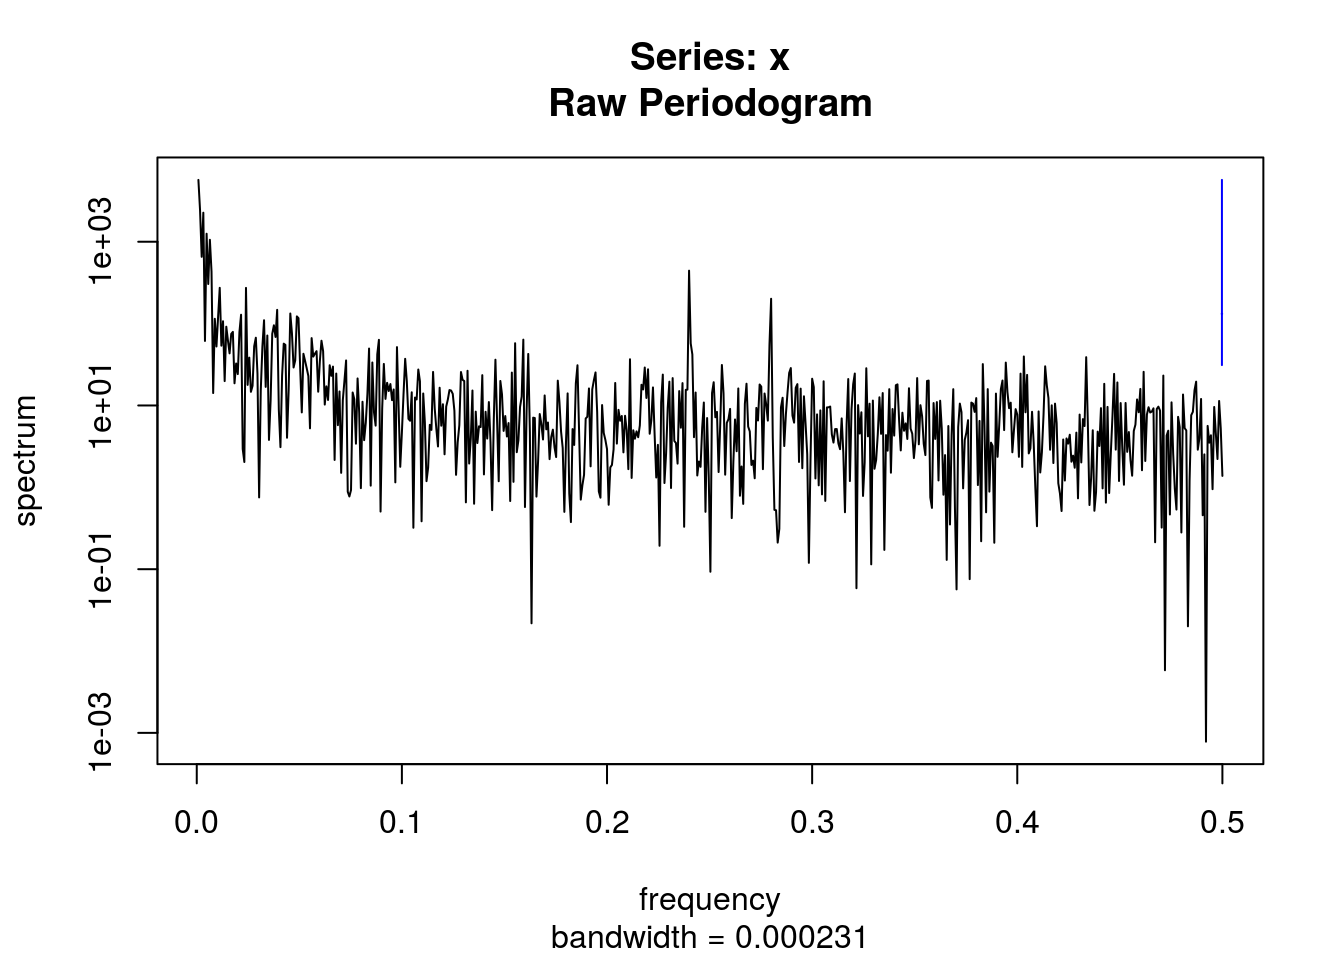 Series: x
Raw Periodogram
spectrum
1e+03
1e+01
1e-01
1e-03
0.0 0.1 0.2 0.3 0.4 0.5
frequency
bandwidth = 0.000231